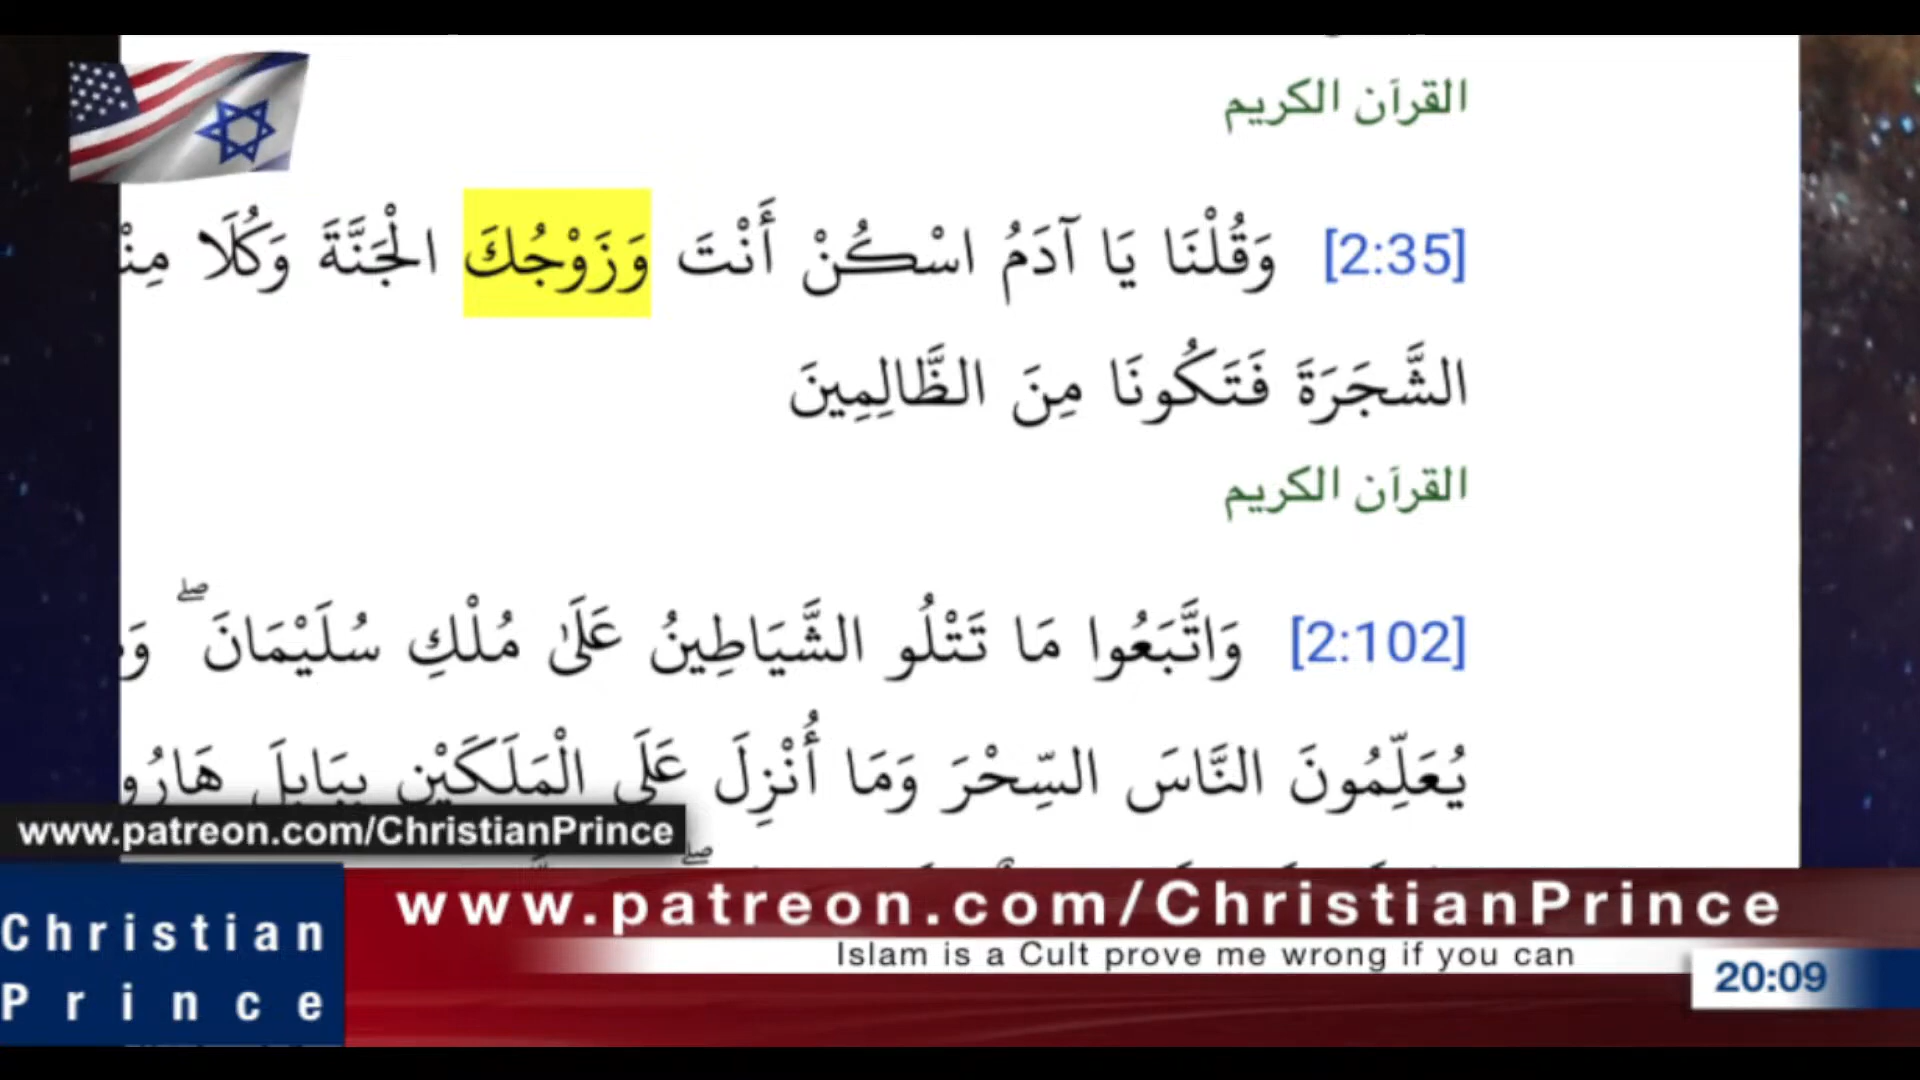 القرآن الكريم
[2:35] وَقُلْنَا يَا آدَمُ اسْكُنْ أَنْتَ وَزَوْجُكَ الْجَنَّةَ وَكُلَا
الشَّجَرَةَ فَتَكُونَا مِنَ الظَّالِمِينَ
القرآن الكريم
[2:102] وَاتَّبَعُوا مَا تَتْلُو الشَّيَاطِينُ عَلَىٰ مُلْكِ سُلَيْمَانَ ۖ
يُعَلِّمُونَ النَّاسَ السِّحْرَ وَمَا أُنْزِلَ عَلَى الْمَلَكَيْنِ بِبَابِلَ
www.patreon.com/ChristianPrince
www.patreon.com/ChristianPrince
Islam is a Cult prove me wrong if you can
Christian
Prince
20:09